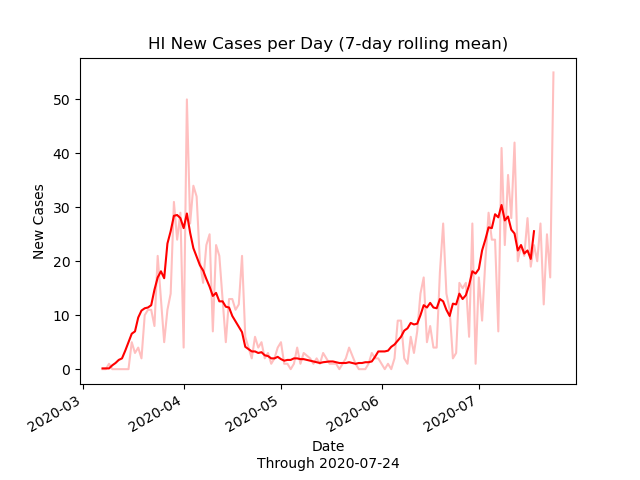 HI New Cases per Day (7-day rolling mean)
50
40
30
20
10
0
New Cases
2020-03
2020-04
2020-05
2020-06
2020-07
Date
Through 2020-07-24